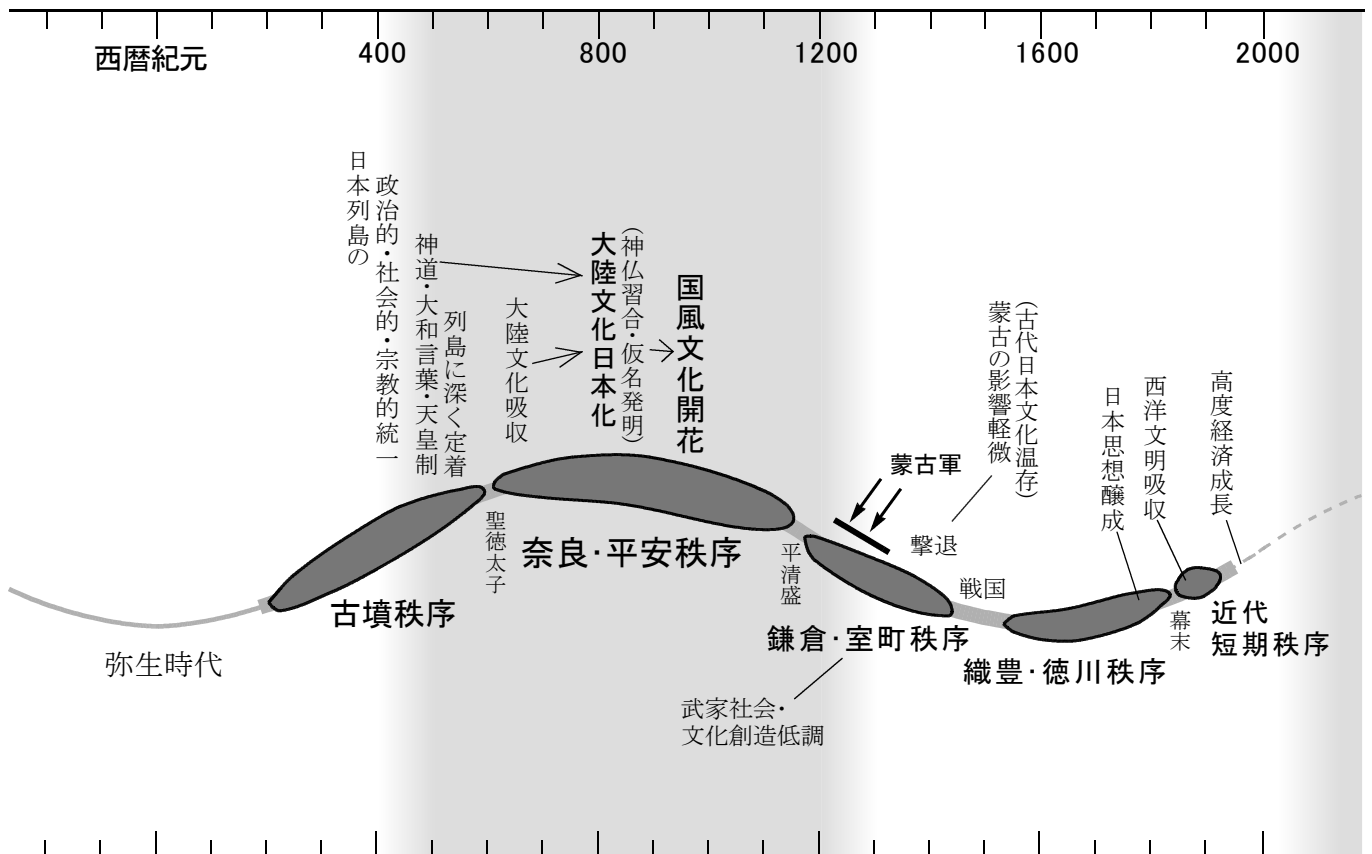 西暦紀元
400
800
1200
1600
2000
日本列島の
政治的・社会的・宗教的統一
神道・大和言葉・天皇制
列島に深く定着
大陸文化吸収
大陸文化日本化
(神仏習合・仮名発明)
国風文化開花
蒙古軍
(古代日本文化温存)
蒙古の影響軽微
撃退
日本思想醸成
西洋文明吸収
高度経済成長
聖徳太子
奈良・平安秩序
平清盛
古墳秩序
弥生時代
戦国
鎌倉・室町秩序
武家社会・
文化創造低調
織豊・徳川秩序
幕末
近代
短期秩序